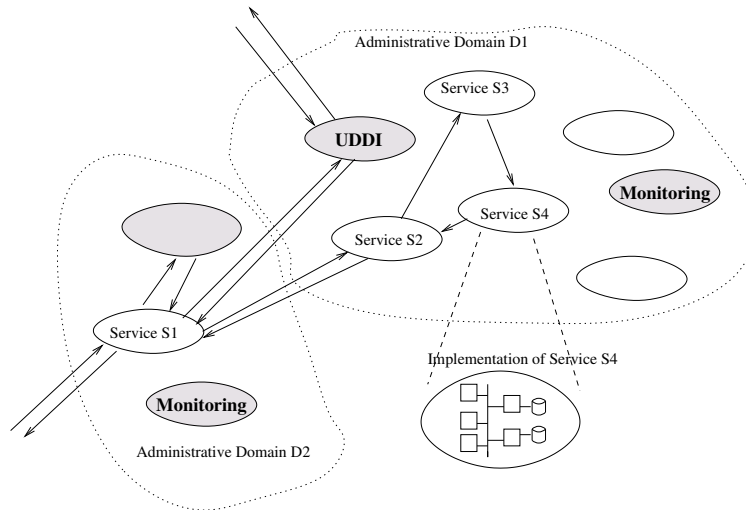 Administrative Domain D1
Service S3
UDDI
Monitoring
Service S4
Service S2
Service S1
Implementation of Service S4
Monitoring
Administrative Domain D2